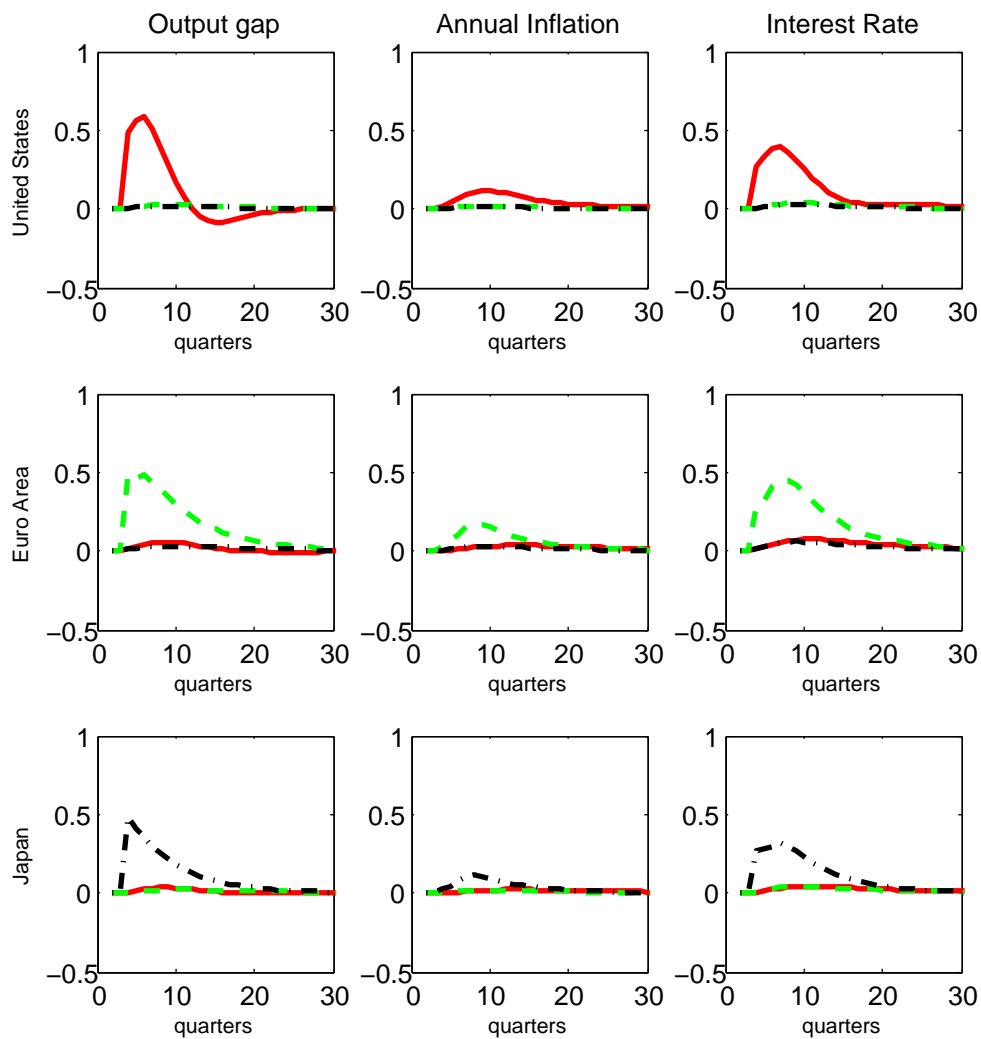 Output gap Annual Inflation Interest Rate
United States
1 1 1
0.5 0.5 0.5
0 0 0
−0.5 −0.5 −0.5
0 10 20 30 0 10 20 30 0 10 20 30
quarters quarters quarters
Euro Area
1 1 1
0.5 0.5 0.5
0 0 0
−0.5 −0.5 −0.5
0 10 20 30 0 10 20 30 0 10 20 30
quarters quarters quarters
Japan
1 1 1
0.5 0.5 0.5
0 0 0
−0.5 −0.5 −0.5
0 10 20 30 0 10 20 30 0 10 20 30
quarters quarters quarters